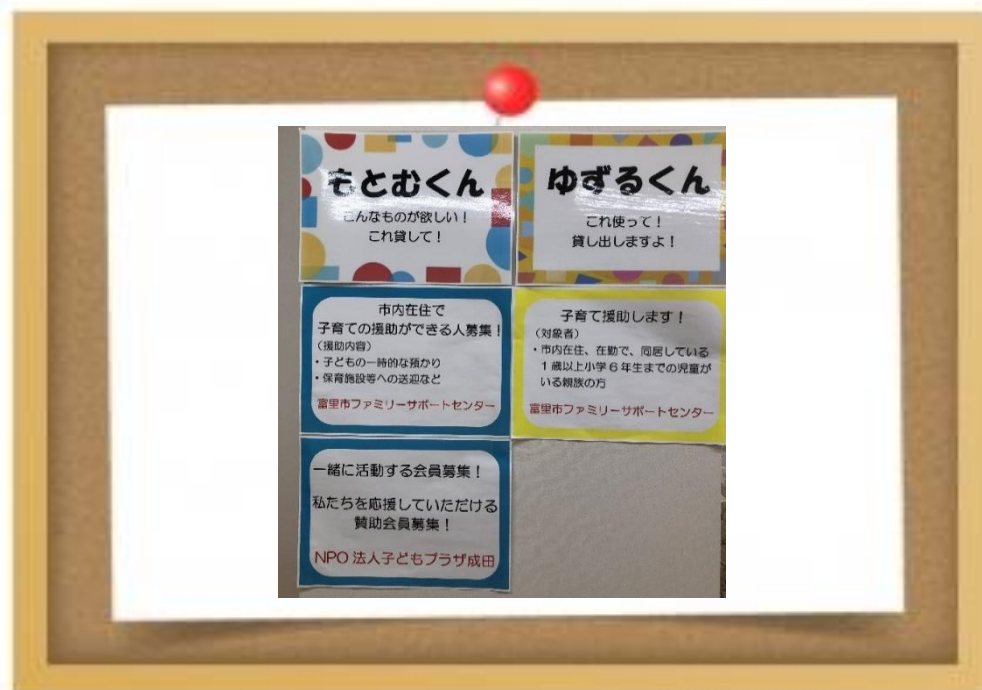 もとむくん
こんなものが欲しい！
これ貸して！
ゆずるくん
これ使って！
貸し出しますよ！
市内在住で
子育ての援助ができる人募集！
（援助内容）
・子どもの一時的な預かり
・保育施設等への送迎など
富里市ファミリーサポートセンター
子育て援助します！
（対象者）
・市内在住、在勤で、同居している
１歳以上小学６年生までの児童が
いる親族の方
富里市ファミリーサポートセンター
一緒に活動する会員募集！
私たちを応援していただける
賛助会員募集！
NPO 法人子どもプラザ成田